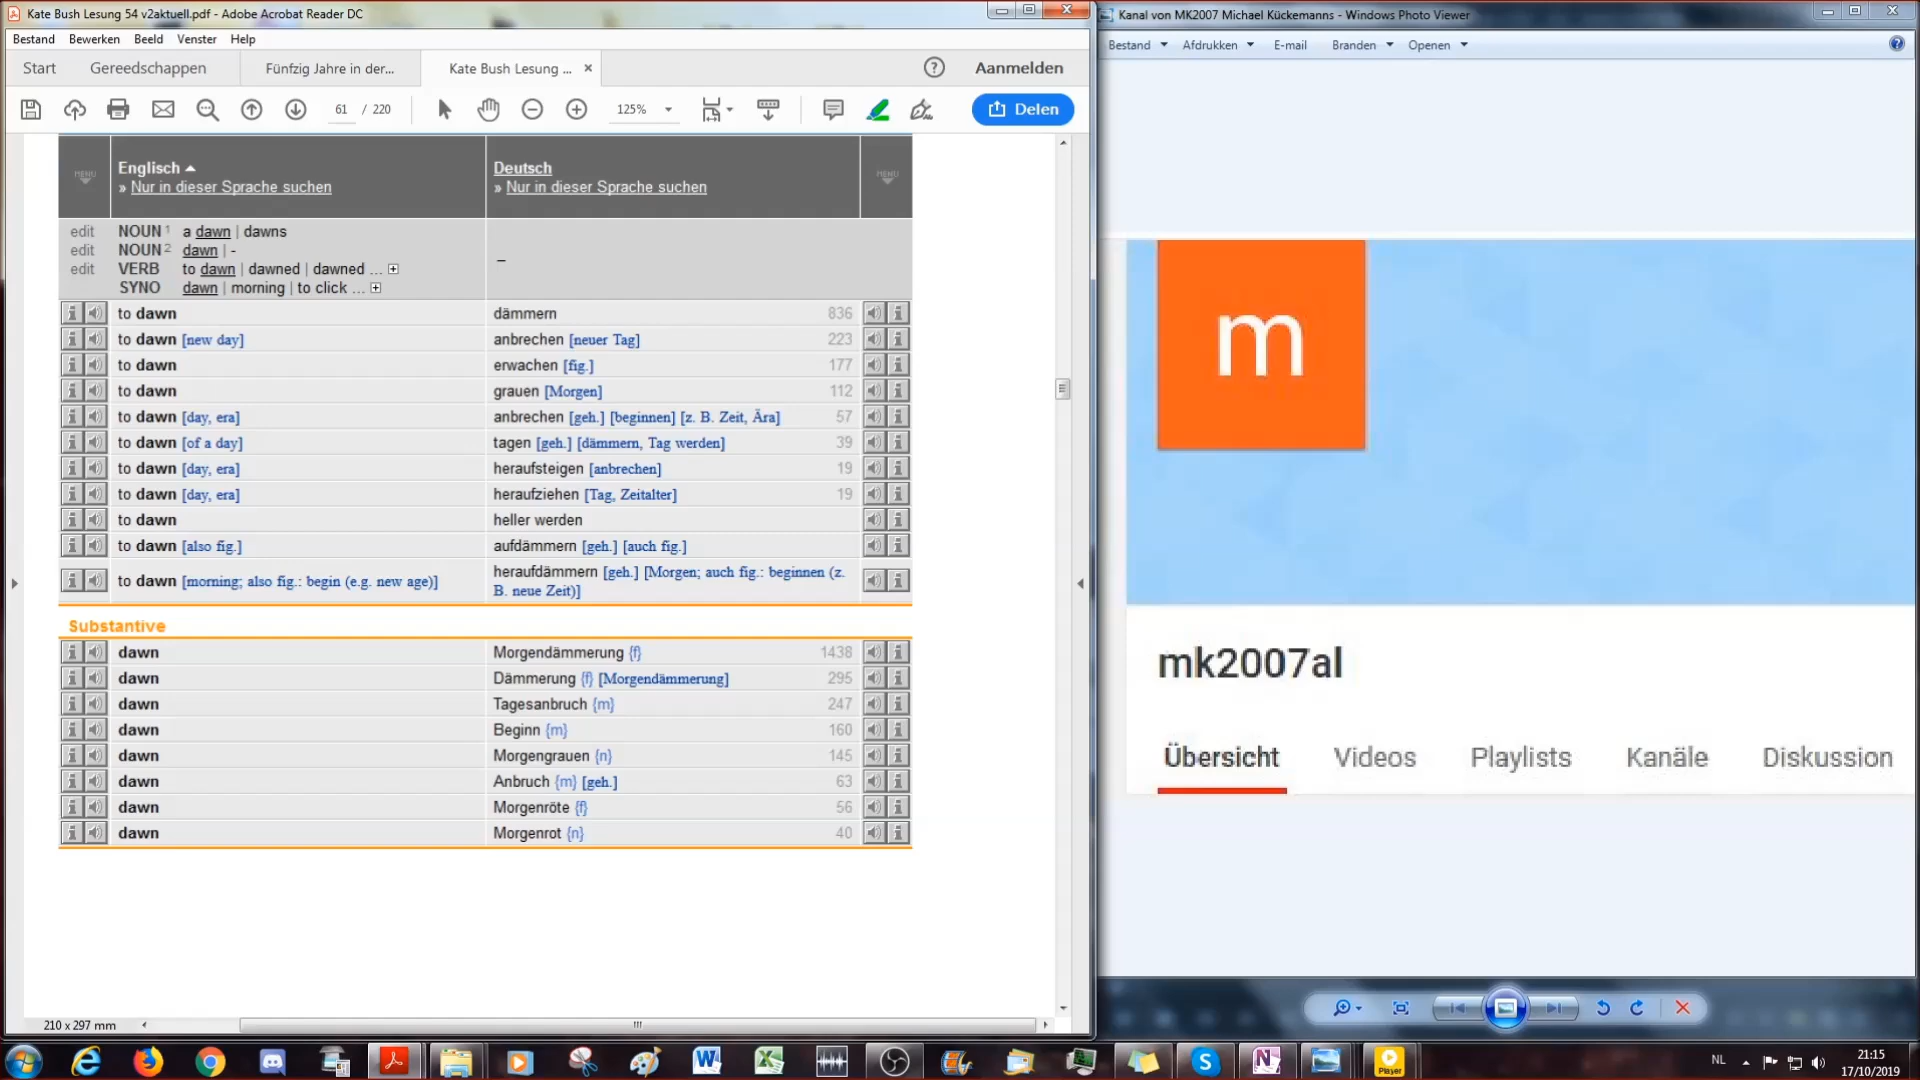 Kate Bush Lesung 54 v2aktuell.pdf - Adobe Acrobat Reader DC
Bestand Bewerken Beeld Venster Help
Start Gereedschappen Fünfzig Jahre in der... Kate Bush Lesung ... × Aanmelden
61 / 220 125% Delen
MENU Englisch Deutsch MENU
» Nur in dieser Sprache suchen » Nur in dieser Sprache suchen
edit NOUN 1 a dawn | dawns
edit NOUN 2 dawn | -
edit VERB to dawn | dawned | dawned ...
SYNO dawn | morning | to click ...
–
to dawn dämmern 836
to dawn [new day] anbrechen [neuer Tag] 223
to dawn erwachen [fig.] 177
to dawn grauen [Morgen] 112
to dawn [day, era] anbrechen [geh.] [beginnen] [z. B. Zeit, Ära] 57
to dawn [of a day] tagen [geh.] [dämmern, Tag werden] 39
to dawn [day, era] heraufsteigen [anbrechen] 19
to dawn [day, era] heraufziehen [Tag, Zeitalter] 19
to dawn heller werden
to dawn [also fig.] aufdämmern [geh.] [auch fig.]
to dawn [morning; also fig.: begin (e.g. new age)] heraufdämmern [geh.] [Morgen; auch fig.: beginnen (z.
B. neue Zeit)]
Substantive
dawn Morgendämmerung {f} 1438
dawn Dämmerung {f} [Morgendämmerung] 295
dawn Tagesanbruch {m} 247
dawn Beginn {m} 160
dawn Morgengrauen {n} 145
dawn Anbruch {m} [geh.] 63
dawn Morgenröte {f} 56
dawn Morgenrot {n} 40
210 x 297 mm
Kanal von MK2007 Michael Kückemanns - Windows Photo Viewer
Bestand Afdrukken E-mail Branden Openen
m
mk2007al
Übersicht Videos Playlists Kanäle Diskussion
Player
NL 21:15
17/10/2019